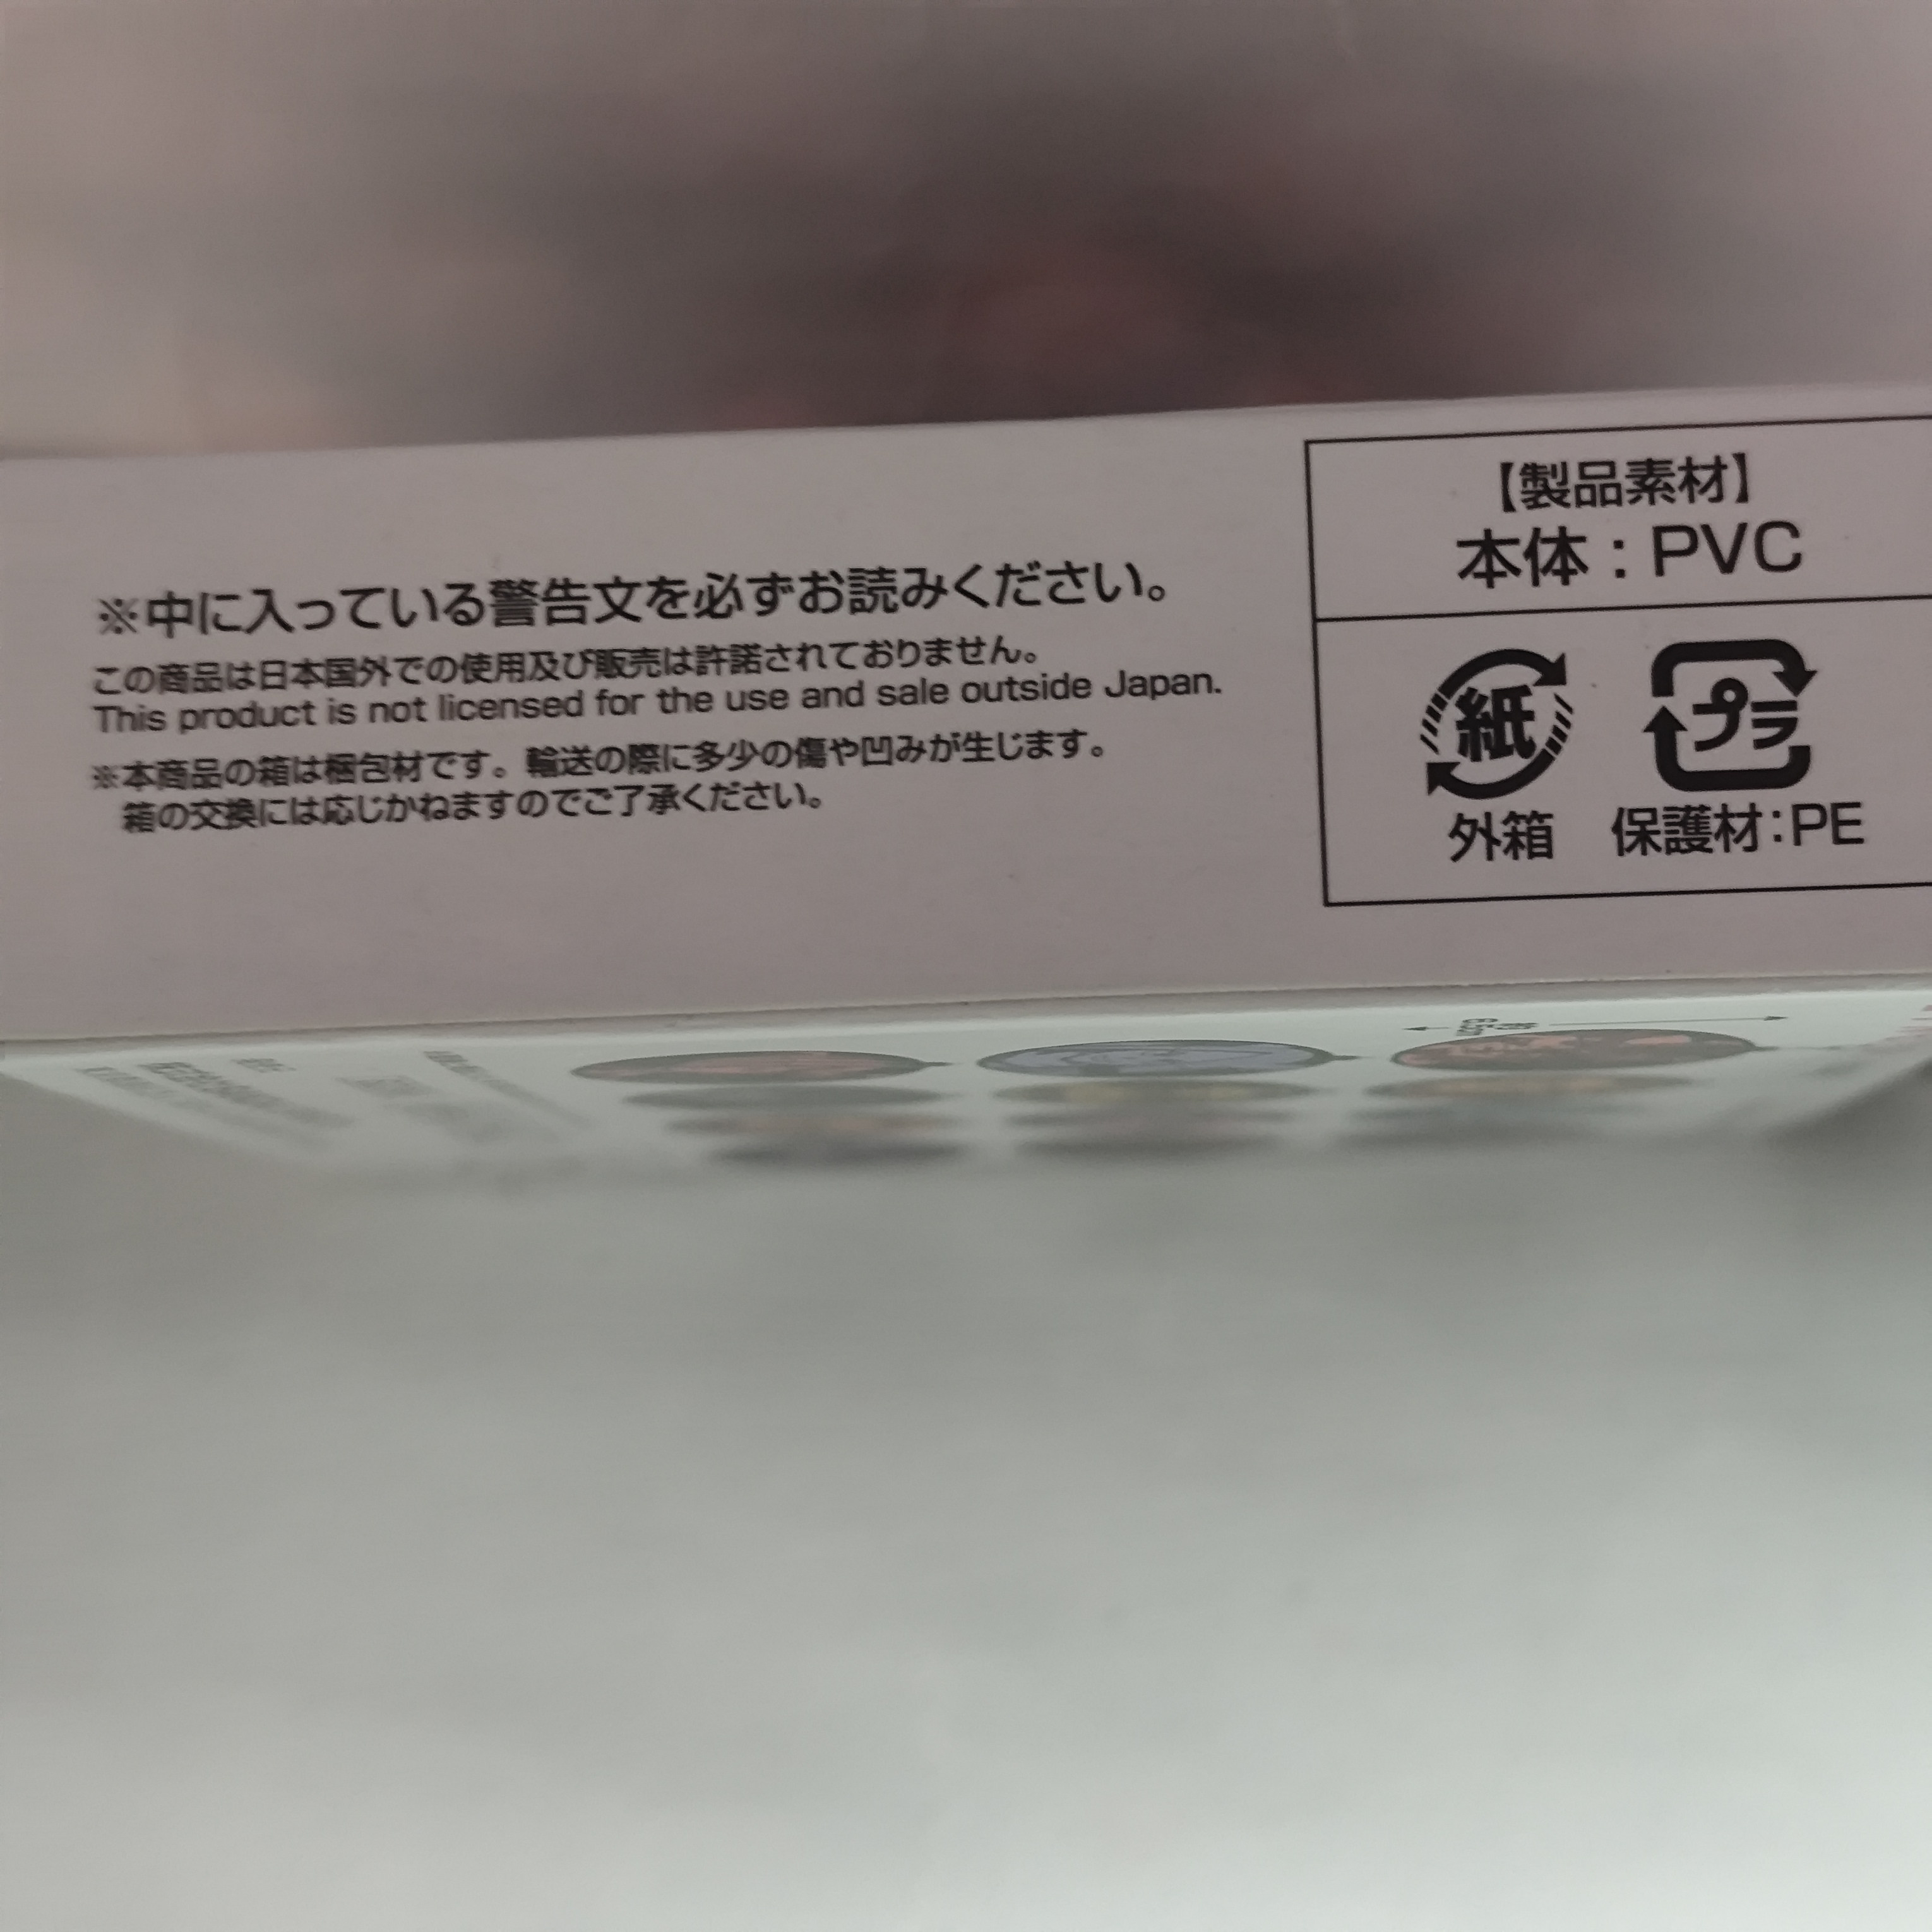 ※中に入っている警告文を必ずお読みください。
この商品は日本国外での使用及び販売は許諾されておりません。
This product is not licensed for the use and sale outside Japan.
※本商品の箱は梱包材です。輸送の際に多少の傷や凹みが生じます。
箱の交換には応じかねますのでご了承ください。
【製品素材】
本体：PVC
紙
プラ
外箱
保護材：PE